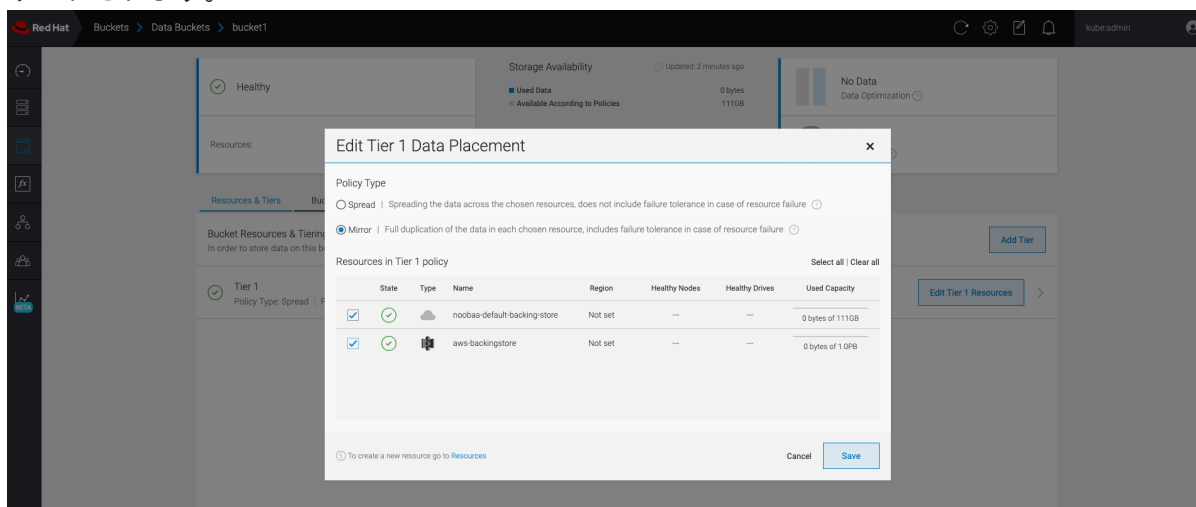 Red Hat
Buckets > Data Buckets > bucket1
kube:admin
Healthy
Storage Availability
Updated: 2 minutes ago
Used Data 0 bytes
Available According to Policies 111GB
No Data
Data Optimization
Resources:
Resources & Tiers
Buc
Bucket Resources & Tiering
In order to store data on this b
Add Tier
Tier 1
Policy Type: Spread
Edit Tier 1 Resources
BETA
Edit Tier 1 Data Placement
Policy Type
Spread | Spreading the data across the chosen resources, does not include failure tolerance in case of resource failure
Mirror | Full duplication of the data in each chosen resource, includes failure tolerance in case of resource failure
Resources in Tier 1 policy
Select all | Clear all
State Type Name Region Healthy Nodes Healthy Drives Used Capacity
noobaa-default-backing-store Not set — — 0 bytes of 111GB
aws-backingstore Not set — — 0 bytes of 1.0PB
To create a new resource go to Resources
Cancel
Save